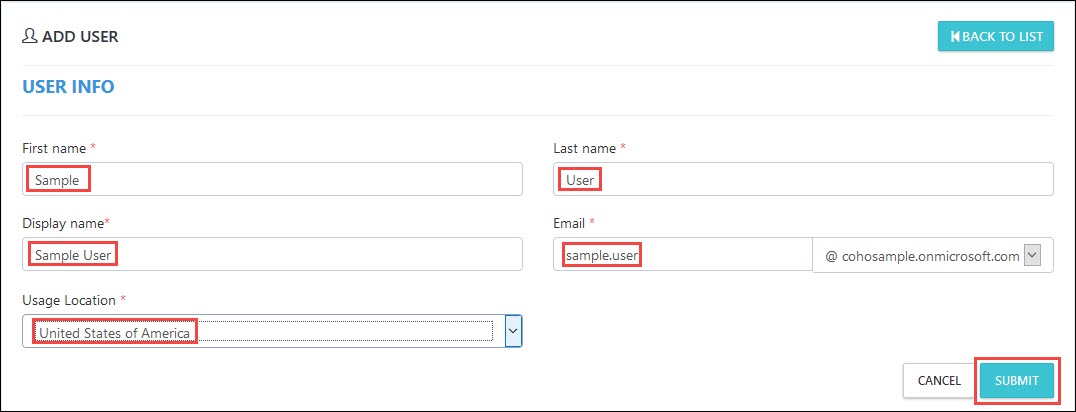 ADD USER
BACK TO LIST
USER INFO
First name *
Last name *
Sample
User
Display name*
Email *
Sample User
sample.user
@ cohosample.onmicrosoft.com
Usage Location *
United States of America
CANCEL
SUBMIT